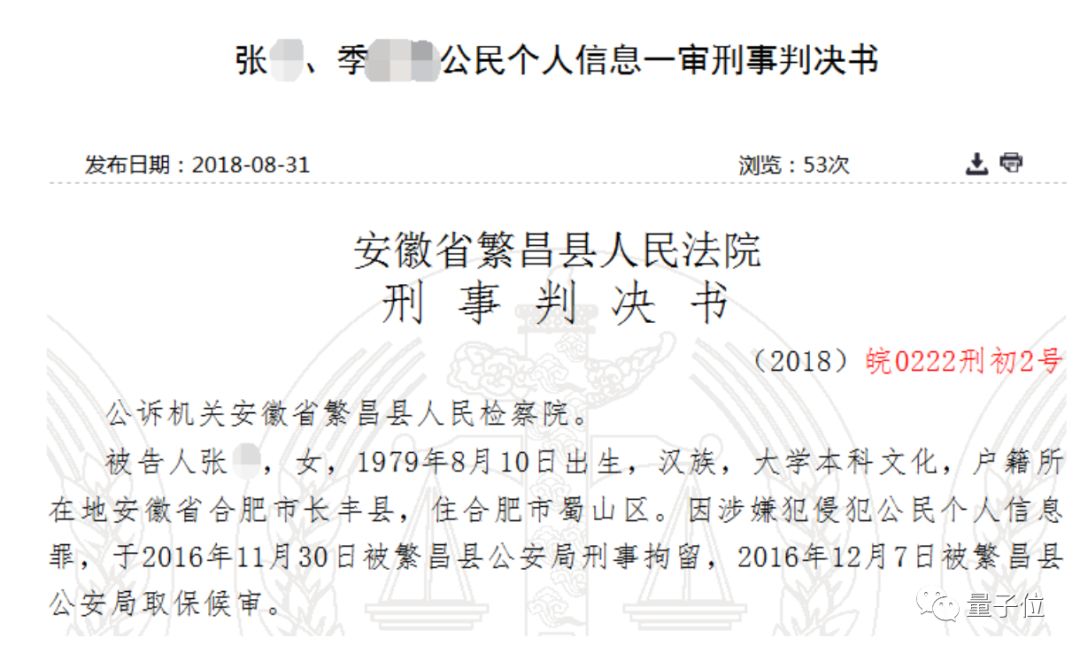 张、季公民个人信息一审刑事判决书
发布日期：2018-08-31 浏览：53次
安徽省繁昌县人民法院
刑事判决书
（2018）皖0222刑初2号
公诉机关安徽省繁昌县人民检察院。
被告人张，女，1979年8月10日出生，汉族，大学本科文化，户籍所
在地安徽省合肥市长丰县，住合肥市蜀山区。因涉嫌犯侵犯公民个人信息
罪，于2016年11月30日被繁昌县公安局刑事拘留，2016年12月7日被繁昌县
公安局取保候审。
量子位